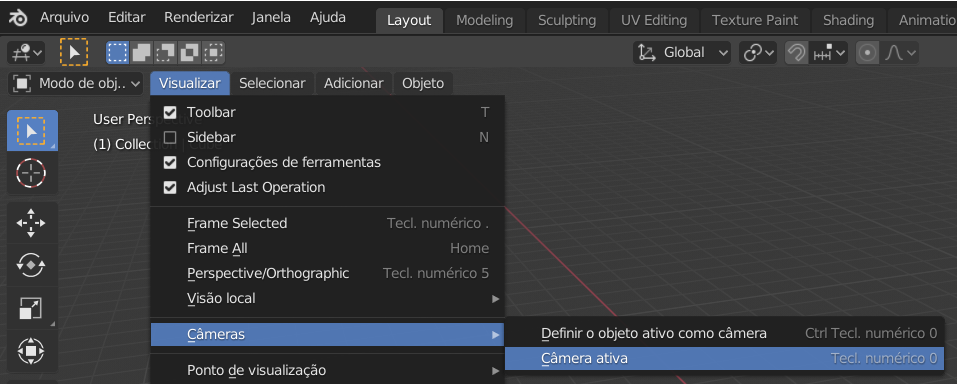 Arquivo Editar Renderizar Janela Ajuda Layout Modeling Sculpting UV Editing Texture Paint Shading Animatio
Global
Modo de obj.. Visualizar Selecionar Adicionar Objeto
Toolbar T
Sidebar N
Configurações de ferramentas
Adjust Last Operation
User Pers
(1) Collec
Frame Selected Tecl. numérico .
Frame All Home
Perspective/Orthographic Tecl. numérico 5
Visão local
Câmeras
Definir o objeto ativo como câmera Ctrl Tecl. numérico 0
Câmera ativa Tecl. numérico 0
Ponto de visualização